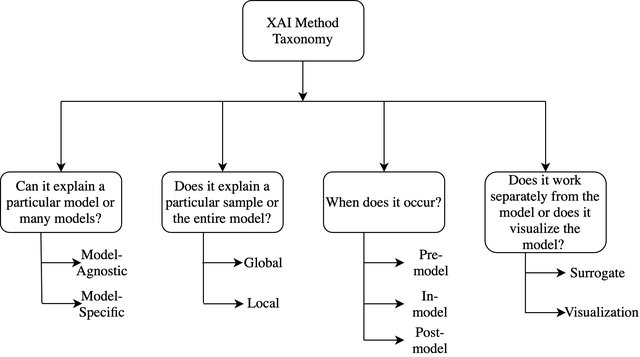 XAI Method
Taxonomy
Can it explain a
particular model or
many models?
Model-
Agnostic
Model-
Specific
Does it explain a
particular sample or
the entire model?
Global
Local
When does it occur?
Pre-
model
In-
model
Post-
model
Does it work
separately from the
model or does it
visualize the
model?
Surrogate
Visualization